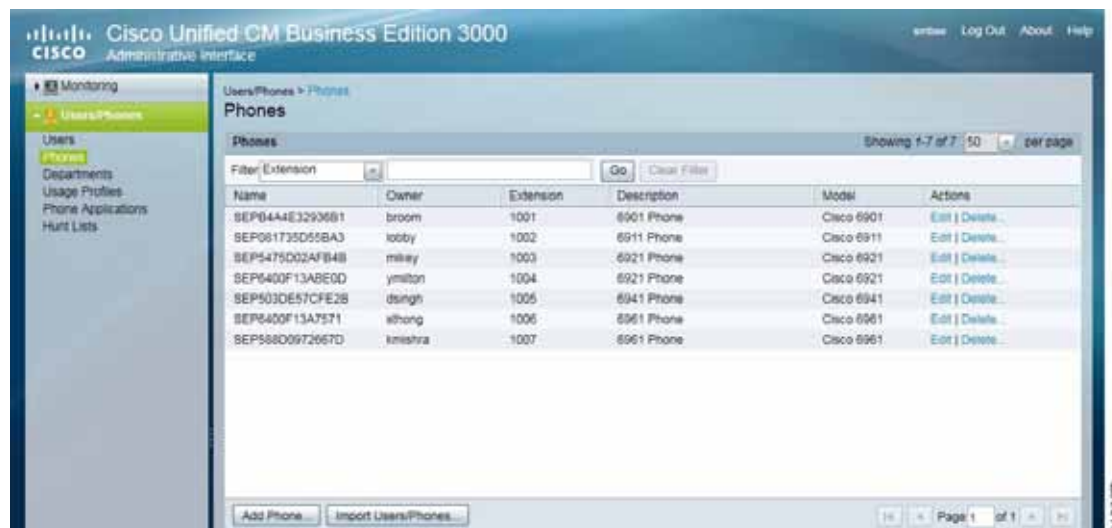 CISCO
Cisco Unified CM Business Edition 3000
Administrative Interface
Log Out About Help
Monitoring
Users/Phones
Users
Phones
Departments
Usage Profiles
Phone Applications
Hunt Lists
Users/Phones > Phones
Phones
Phones
Showing 1-7 of 7 50 per page
Filter Extension Go Clear Filter
Name Owner Extension Description Model Actions
SEPB4A4E32936B1 broom 1001 6901 Phone Cisco 6901 Edit | Delete...
SEP081735D55BA3 lobby 1002 6911 Phone Cisco 6911 Edit | Delete...
SEP5475D02AFB4B mikey 1003 6921 Phone Cisco 6921 Edit | Delete...
SEP6400F13ABE0D ymilton 1004 6921 Phone Cisco 6921 Edit | Delete...
SEP503DE57CFE2B dsingh 1005 6941 Phone Cisco 6941 Edit | Delete...
SEP6400F13A7571 1006 6961 Phone Cisco 6961 Edit | Delete...
SEP588D0972667D kmishra 1007 6961 Phone Cisco 6961 Edit | Delete...
Add Phone... Import Users/Phones...
Page 1 of 1